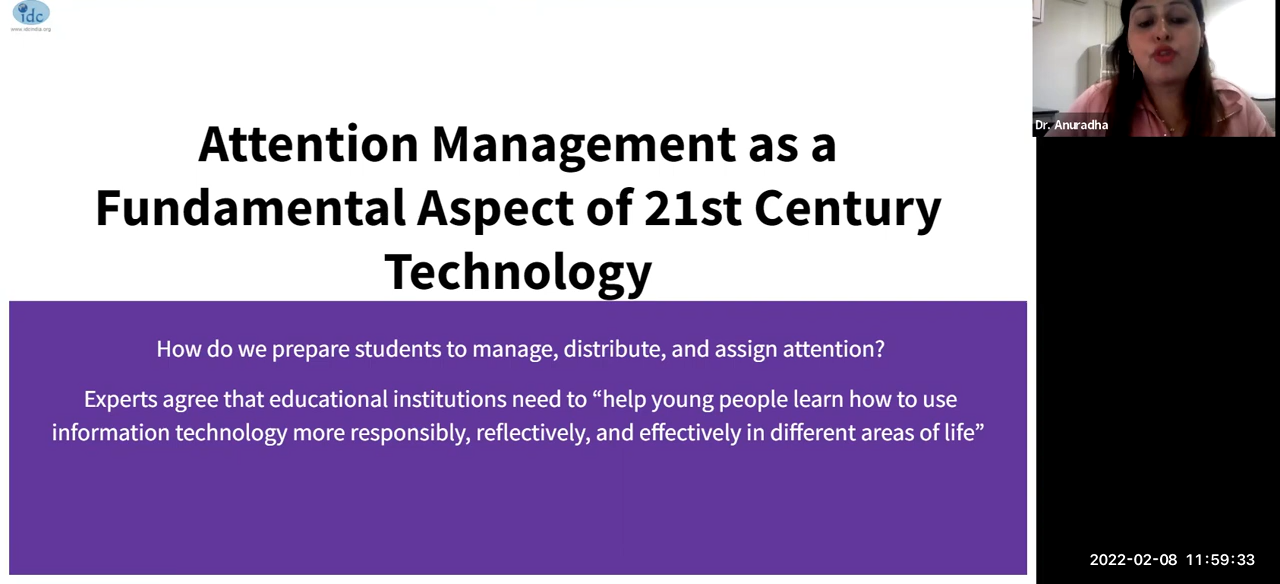 idc
Attention Management as a
Fundamental Aspect of 21st Century
Technology
How do we prepare students to manage, distribute, and assign attention?
Experts agree that educational institutions need to “help young people learn how to use
information technology more responsibly, reflectively, and effectively in different areas of life”
Dr. Anuradha
2022-02-08 11:59:33